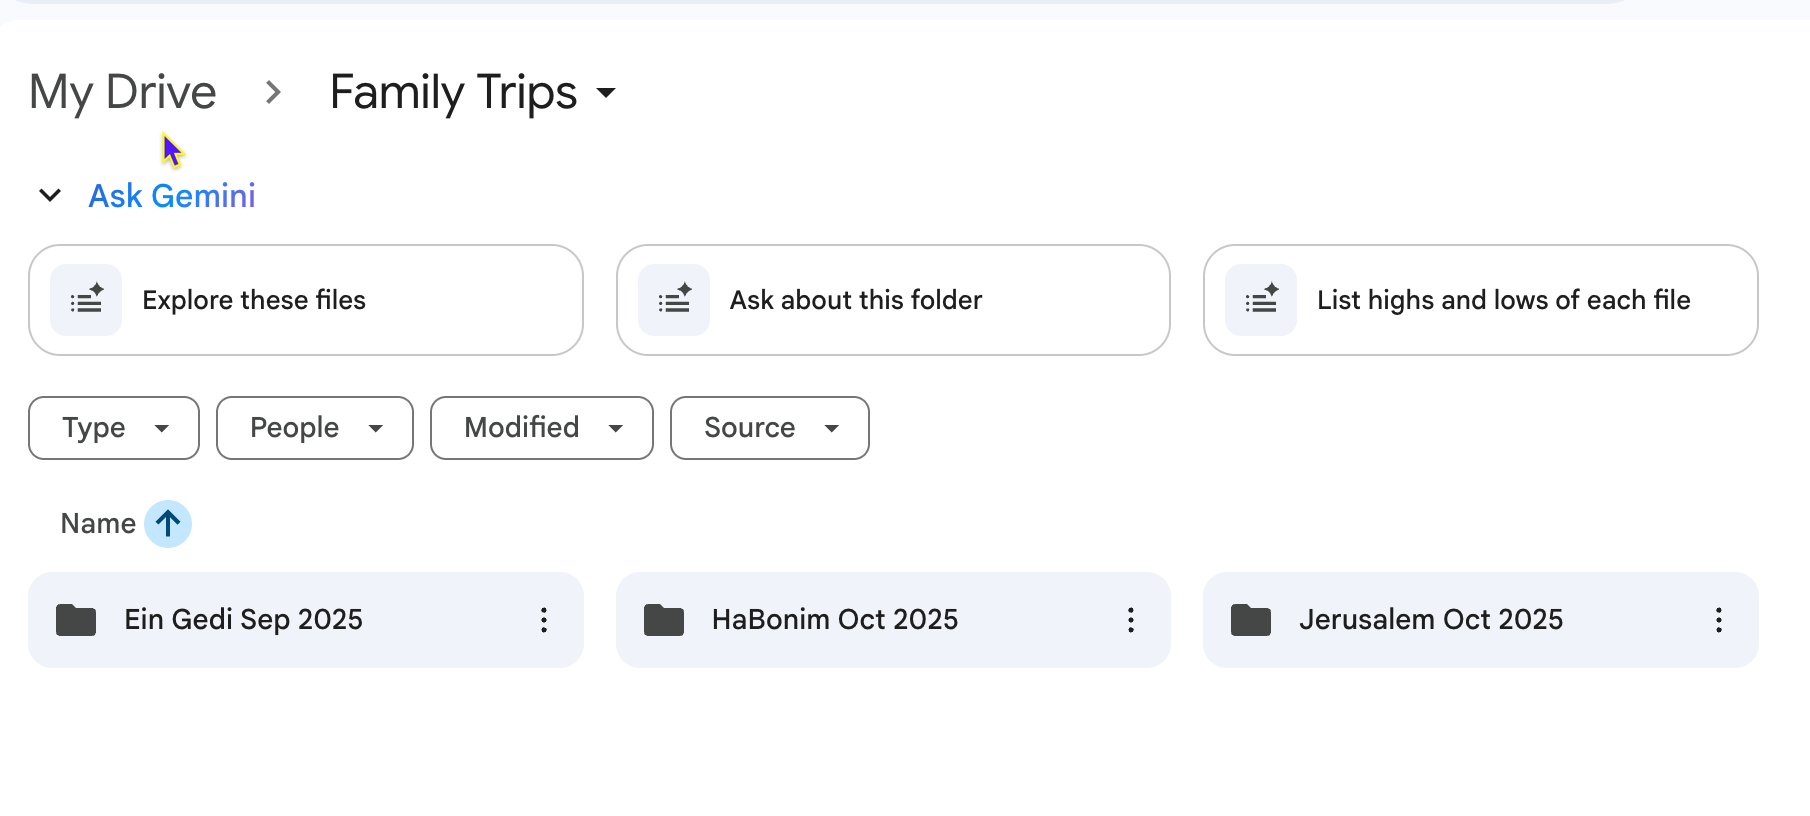 My Drive > Family Trips
Ask Gemini
Explore these files
Ask about this folder
List highs and lows of each file
Type
People
Modified
Source
Name
Ein Gedi Sep 2025
HaBonim Oct 2025
Jerusalem Oct 2025